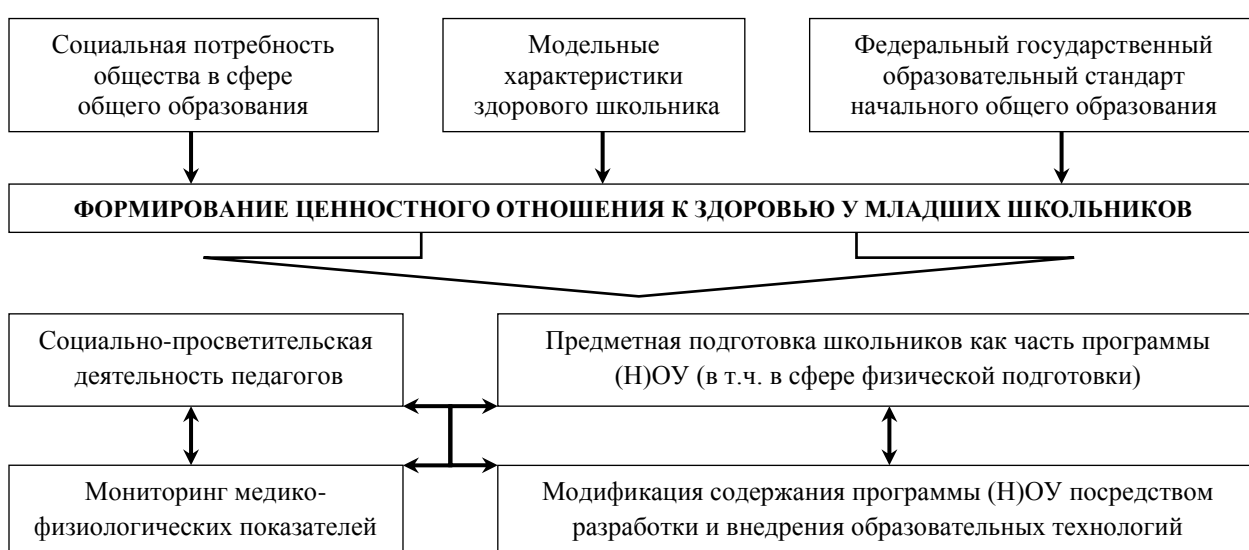 Социальная потребность
общества в сфере
общего образования
Модельные
характеристики
здорового школьника
Федеральный государственный
образовательный стандарт
начального общего образования
ФОРМИРОВАНИЕ ЦЕННОСТНОГО ОТНОШЕНИЯ К ЗДОРОВЬЮ У МЛАДШИХ ШКОЛЬНИКОВ
Социально-просветительская
деятельность педагогов
Предметная подготовка школьников как часть программы
(Н)ОУ (в т.ч. в сфере физической подготовки)
Мониторинг медико-
физиологических показателей
Модификация содержания программы (Н)ОУ посредством
разработки и внедрения образовательных технологий